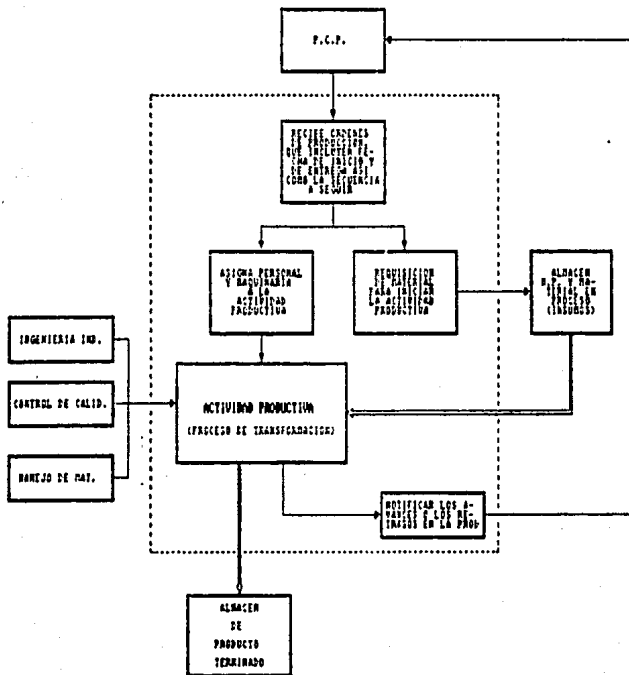 P.C.P.
RECIBE ORDENES
DE PRODUCCION,
QUE INCLUYEN FE-
CHA DE INICIO Y
DE ENTREGA ASI
COMO LA SECUENCIA
A SEGUIR
ASIGNA PERSONAL
Y MAQUINARIA
A LA
ACTIVIDAD
PRODUCTIVA
REQUISICION
DE MATERIAL
PARA INICIAR
LA ACTIVIDAD
PRODUCTIVA
ALMACEN
M.P. Y MA-
TERIAL EN
PROCESO
(INSUMOS)
INGENIERIA IND.
CONTROL DE CALID.
MANEJO DE MAT.
ACTIVIDAD PRODUCTIVA
(PROCESO DE TRANSFORMACION)
NOTIFICAR LOS A-
VANCES O LOS RE-
TRASOS EN LA PROD
ALMACEN
DE
PRODUCTO
TERMINADO